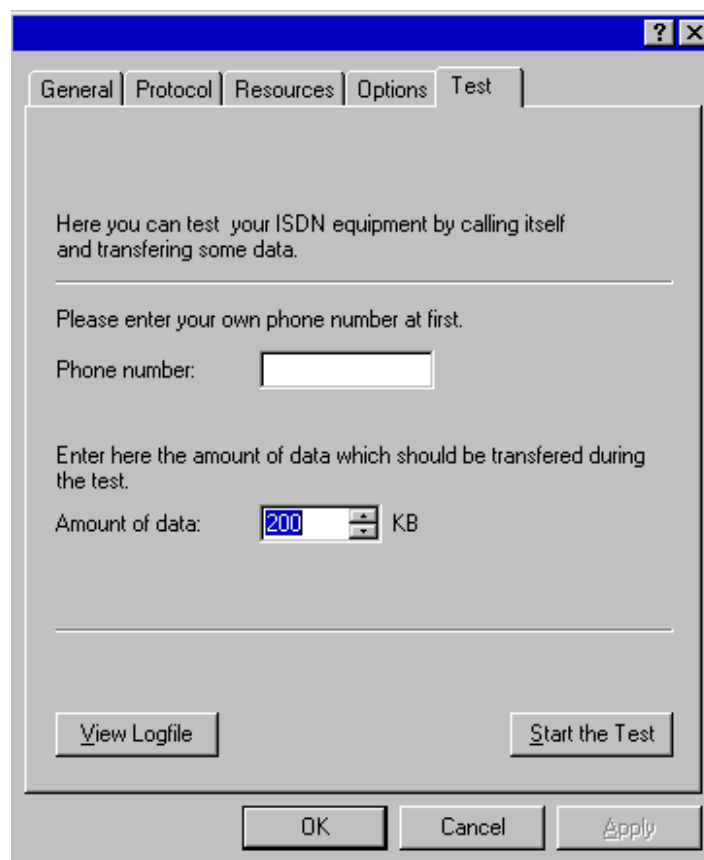 General Protocol Resources Options Test
Here you can test your ISDN equipment by calling itself
and transfering some data.
Please enter your own phone number at first.
Phone number:
Enter here the amount of data which should be transfered during
the test.
Amount of data: 200 KB
View Logfile Start the Test
OK Cancel Apply